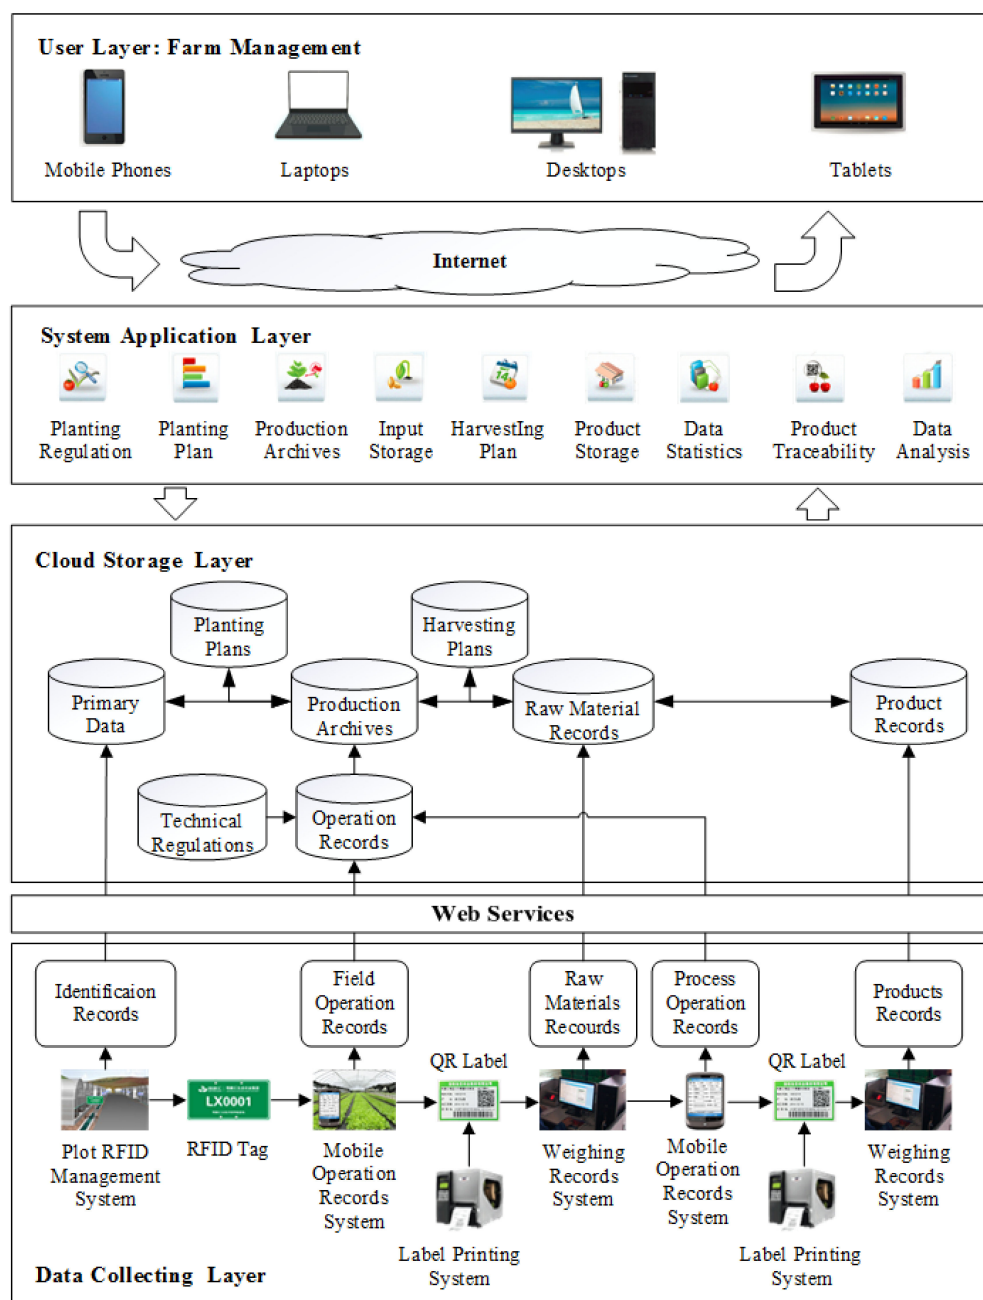 User Layer: Farm Management
Mobile Phones
Laptops
Desktops
Tablets
Internet
System Application Layer
14
Planting
Regulation
Planting
Plan
Production
Archives
Input
Storage
HarvestIng
Plan
Product
Storage
Data
Statistics
Product
Traceability
Data
Analysis
Cloud Storage Layer
Planting
Plans
Harvesting
Plans
Primary
Data
Production
Archives
Raw Material
Records
Product
Records
Technical
Regulations
Operation
Records
Web Services
Identificaion
Records
Field
Operation
Records
Raw
Materials
Recourds
Process
Operation
Records
Products
Records
QR Label
QR Label
LX0001
Plot RFID
Management
System
RFID Tag
Mobile
Operation
Records
System
Weighing
Records
System
Mobile
Operation
Records
System
Weighing
Records
System
Label Printing
System
Label Printing
System
Data Collecting Layer